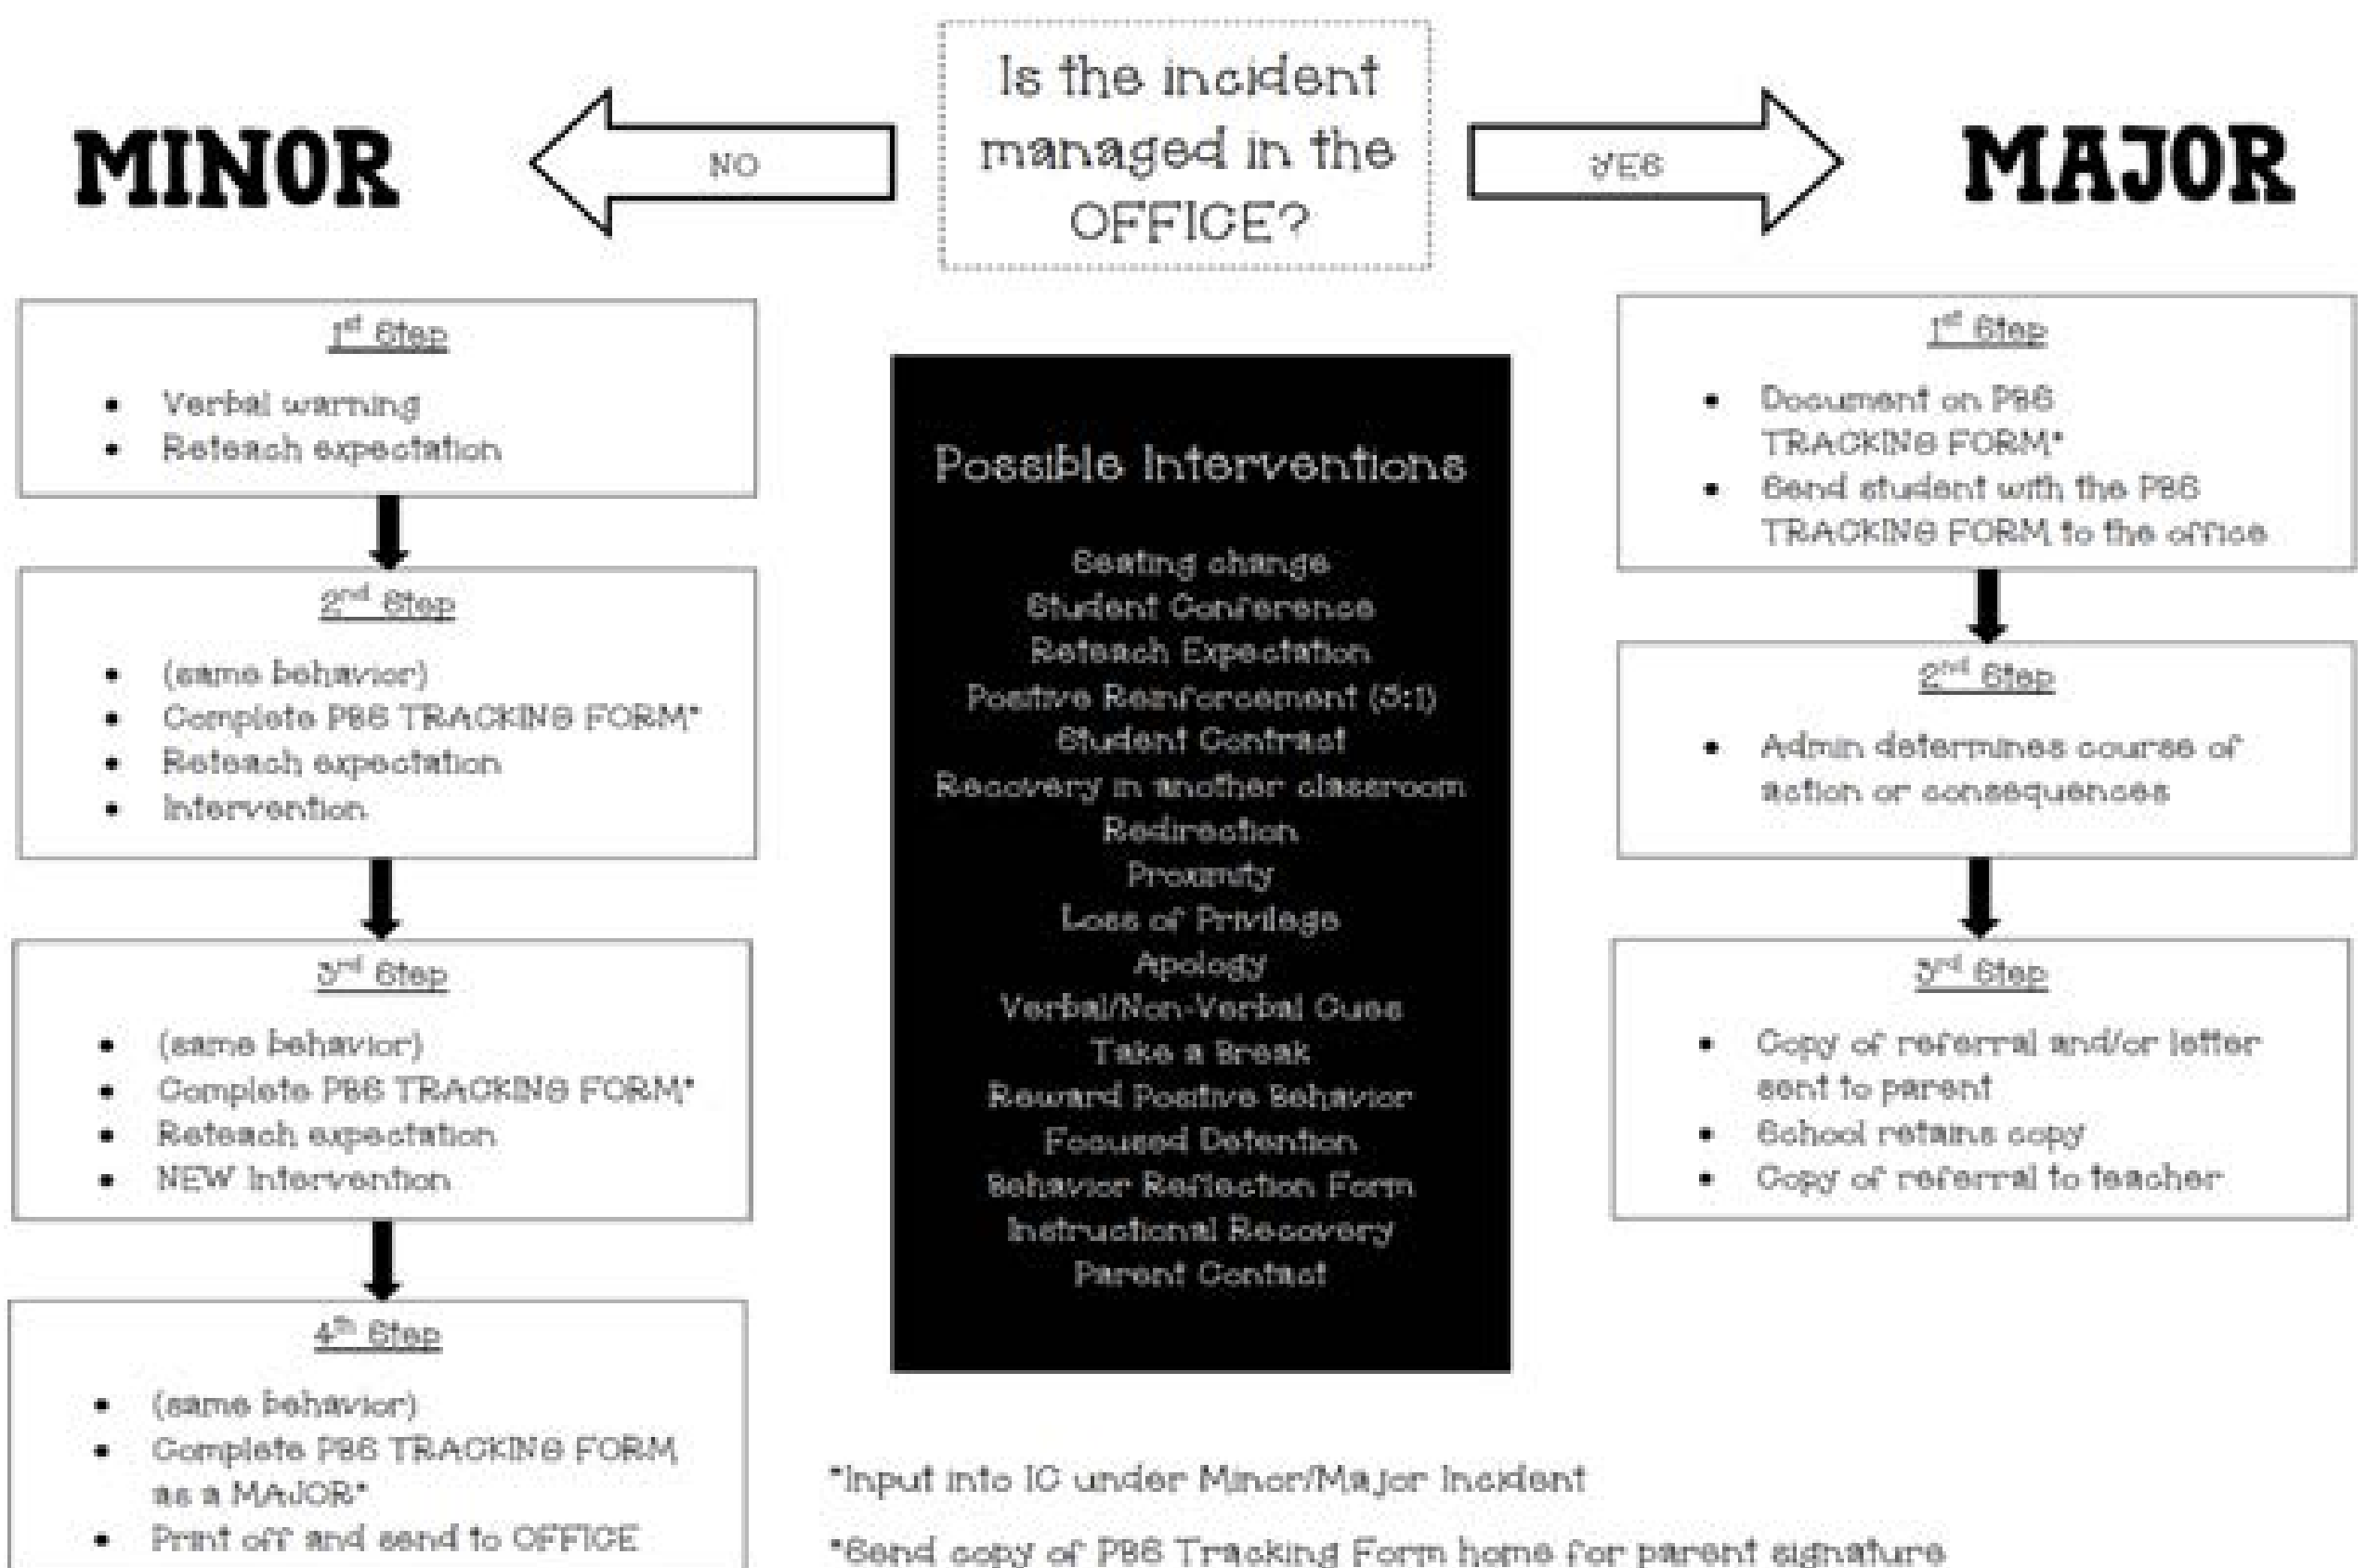 Is the incident
managed in the
OFFICE?
MINOR
NO
YES
MAJOR
1st Step
• Verbal warning
• Reteach expectation
2nd Step
• (same behavior)
• Complete PBS TRACKING FORM*
• Reteach expectation
• Intervention
3rd Step
• (same behavior)
• Complete PBS TRACKING FORM*
• Reteach expectation
• NEW Intervention
4th Step
• (same behavior)
• Complete PBS TRACKING FORM
as a MAJOR*
• Print off and send to OFFICE
Possible Interventions
Seating change
Student Conference
Reteach Expectation
Positive Reinforcement
Student Contract
Recovery in another classroom
Redirection
Proximity
Loss of Privilege
Apology
Verbal/Non-Verbal Cues
Take a Break
Reward Positive Behavior
Focused Detention
Behavior Reflection Form
Instructional Recovery
Parent Contact
1st Step
• Document on PBS
TRACKING FORM*
• Send student with the PBS
TRACKING FORM to the office
2nd Step
• Admin determines course of
action or consequences
3rd Step
• Copy of referral and/or letter
sent to parent
• School retains copy
• Copy of referral to teacher
*Input into IC under Minor/Major Incident
*Send copy of PBS Tracking Form home for parent signature